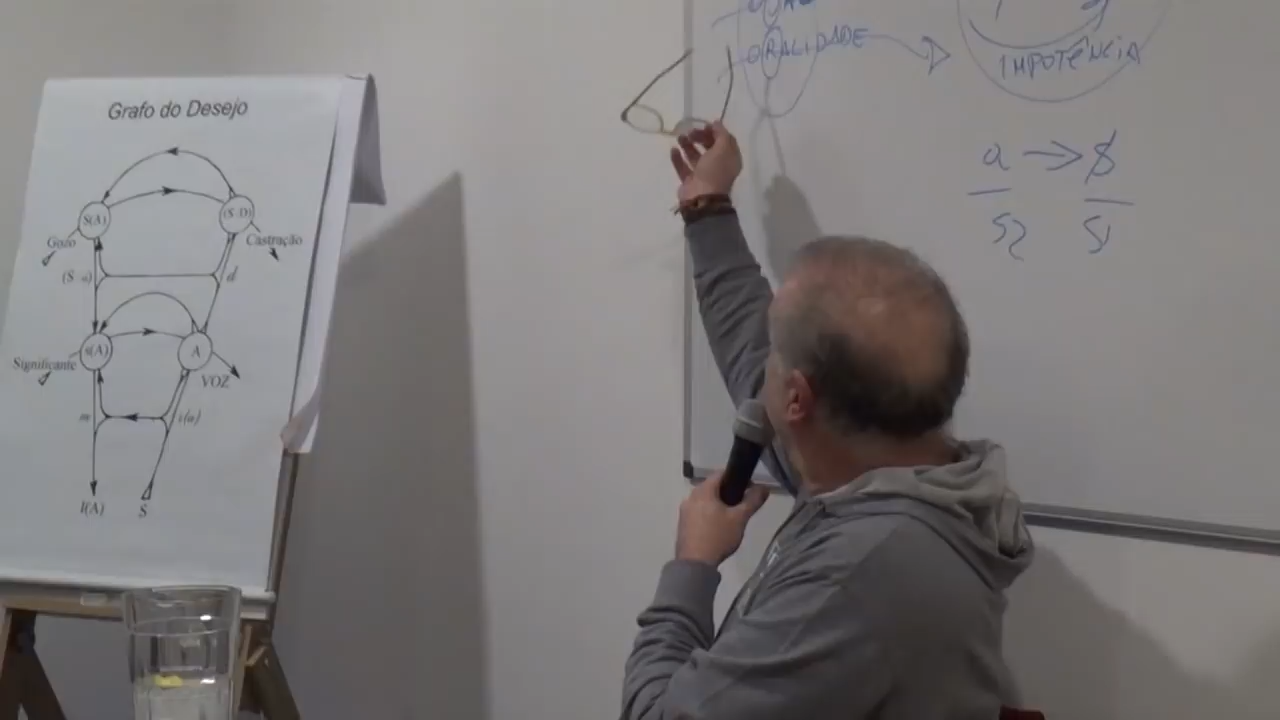 Grafo do Desejo
S(A)
(S◊D)
Gozo
Castração
(S◊a)
d
s(A)
A
Significante
VOZ
m
i(a)
I(A)
S
ORALIDADE
IMPOTÊNCIA
a → $
S2 S1